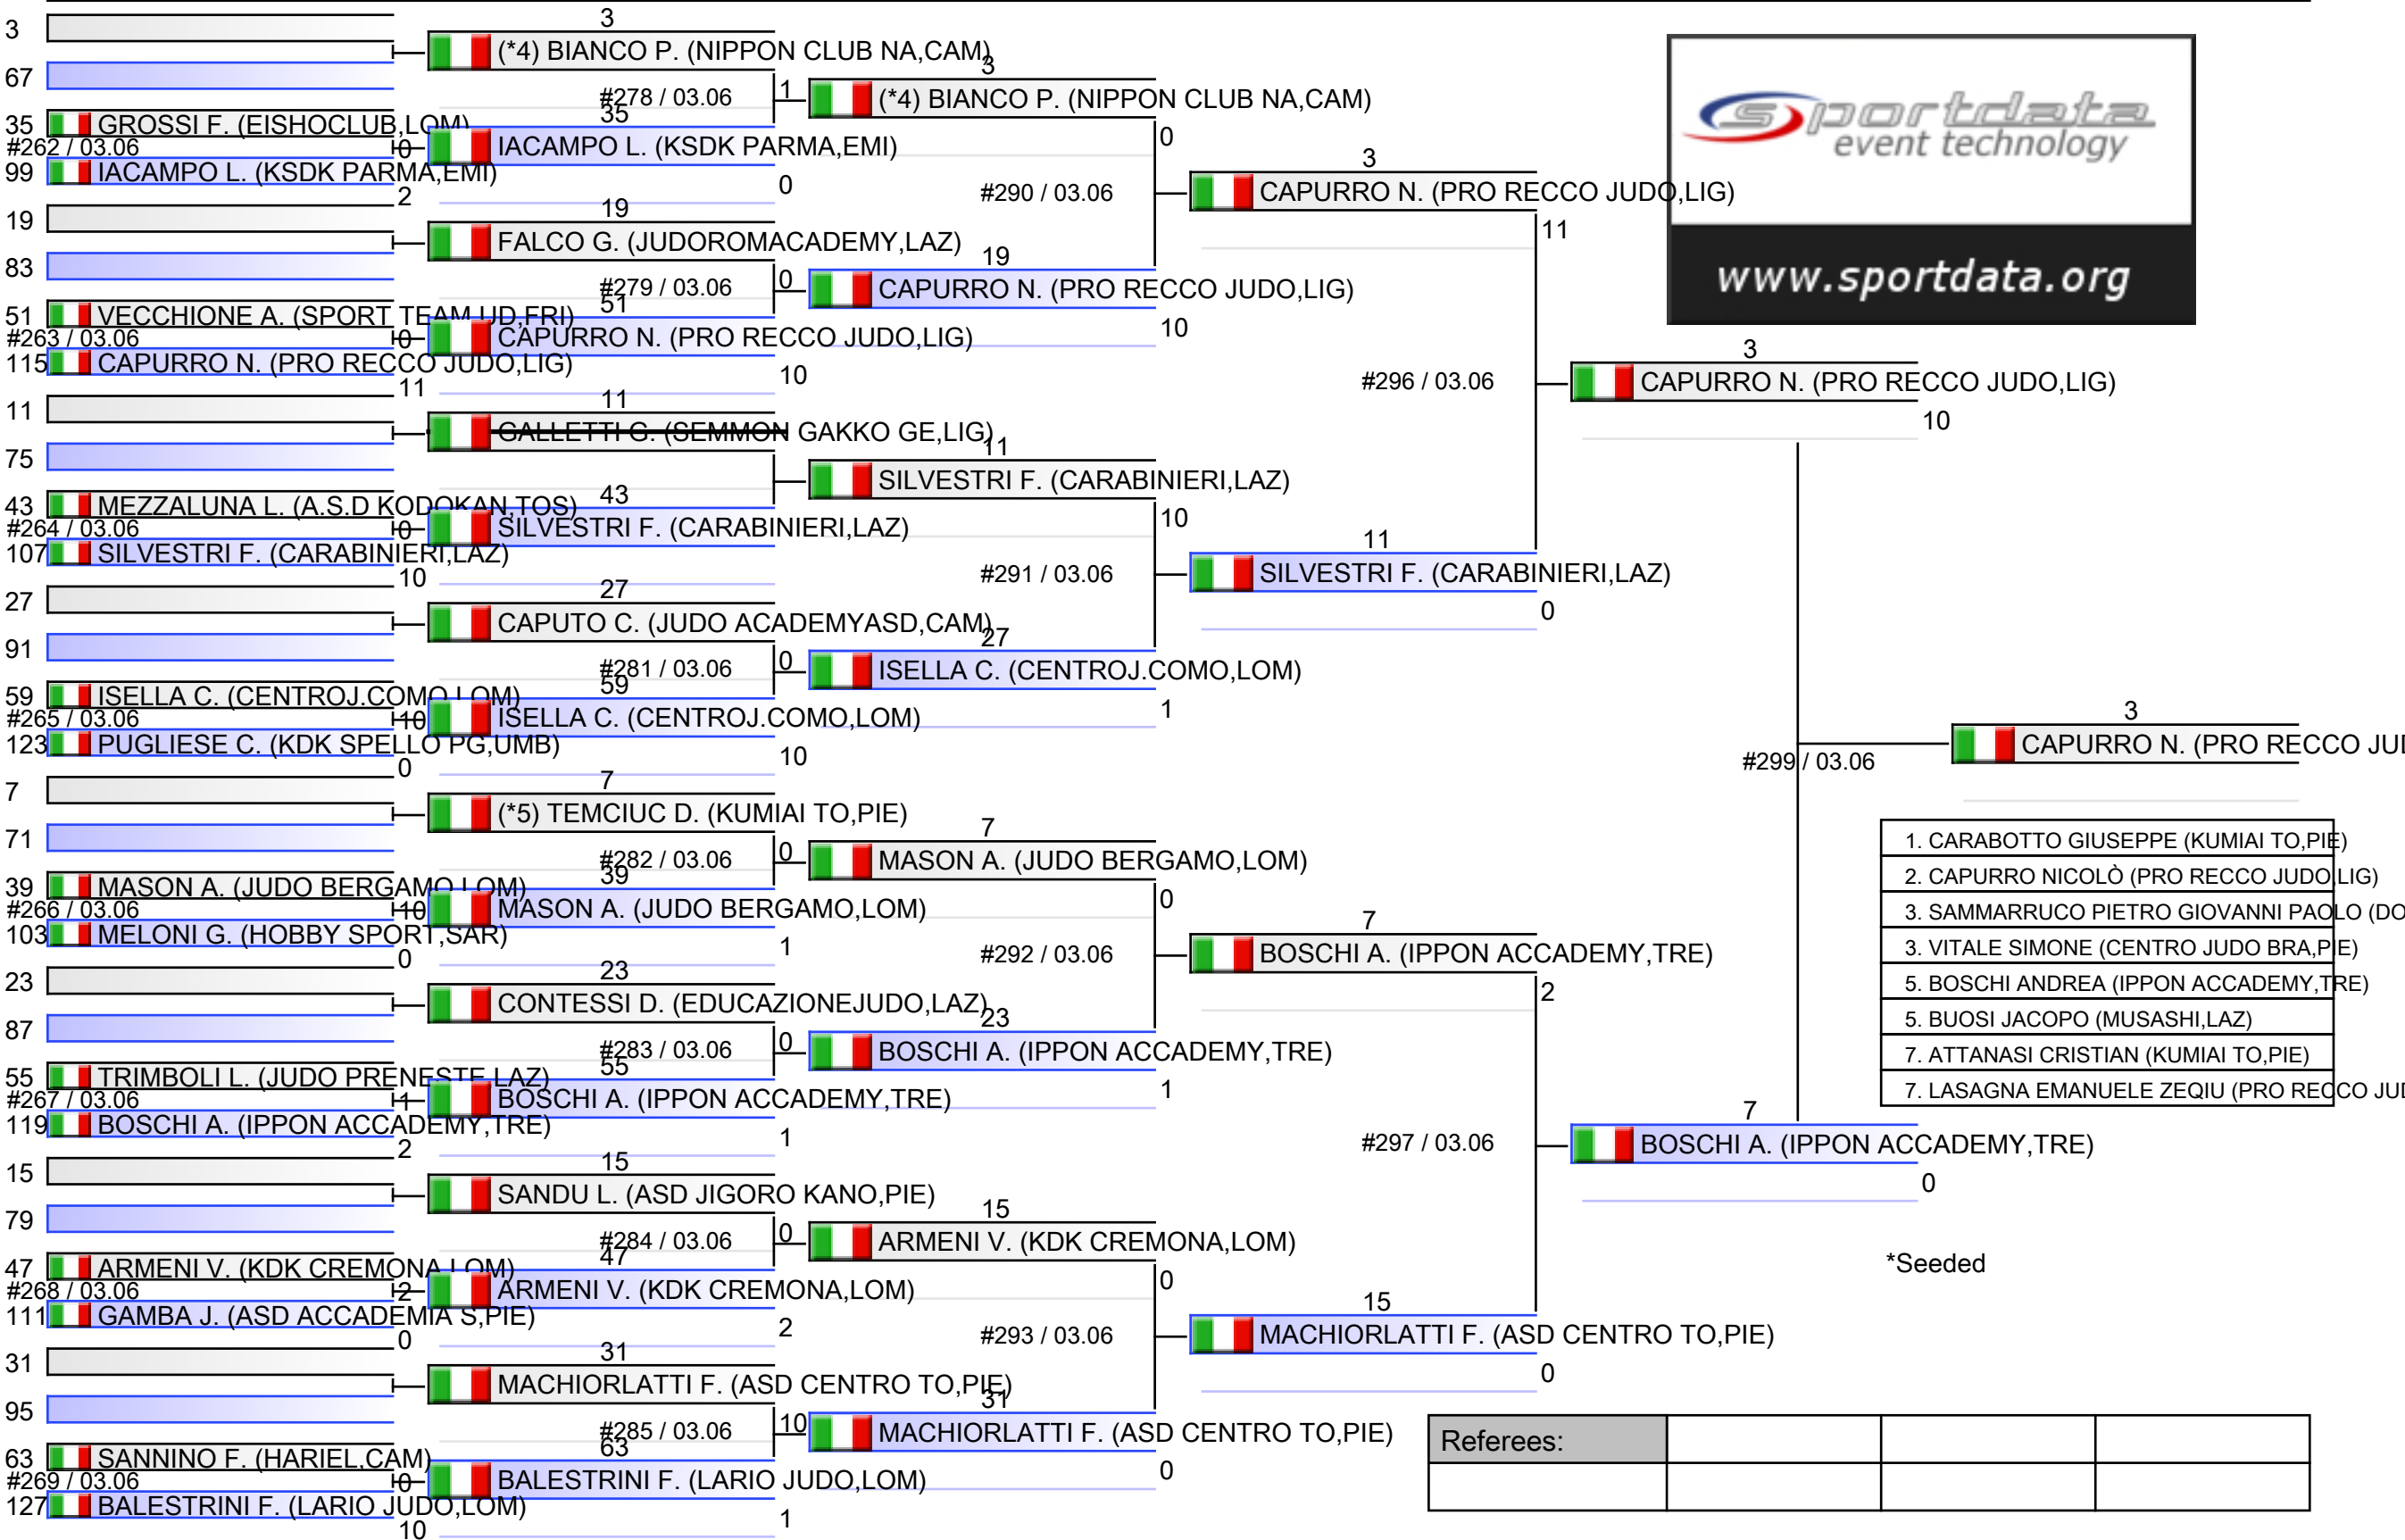 3
67
35 GROSSI F. (EISHOCLUB,LOM)
#262 / 03.06 0
99 IACAMPO L. (KSDK PARMA,EMI)
2
19
83
51 VECCHIONE A. (SPORT TEAM UD,FRI)
#263 / 03.06 0
115 CAPURRO N. (PRO RECCO JUDO,LIG)
11
11
75
43 MEZZALUNA L. (A.S.D KODOKAN,TOS)
#264 / 03.06 0
107 SILVESTRI F. (CARABINIERI,LAZ)
10
27
91
59 ISELLA C. (CENTROJ.COMO,LOM)
#265 / 03.06 10
123 PUGLIESE C. (KDK SPELLO PG,UMB)
0
7
71
39 MASON A. (JUDO BERGAMO,LOM)
#266 / 03.06 10
103 MELONI G. (HOBBY SPORT,SAR)
0
23
87
55 TRIMBOLI L. (JUDO PRENESTE,LAZ)
#267 / 03.06 1
119 BOSCHI A. (IPPON ACCADEMY,TRE)
2
15
79
47 ARMENI V. (KDK CREMONA,LOM)
#268 / 03.06 2
111 GAMBA J. (ASD ACCADEMIA S,PIE)
0
31
95
63 SANNINO F. (HARIEL,CAM)
#269 / 03.06 0
127 BALESTRINI F. (LARIO JUDO,LOM)
10
3
(*4) BIANCO P. (NIPPON CLUB NA,CAM)
#278 / 03.06 1
35
IACAMPO L. (KSDK PARMA,EMI)
0
19
FALCO G. (JUDOROMACADEMY,LAZ)
#279 / 03.06 0
51
CAPURRO N. (PRO RECCO JUDO,LIG)
10
11
GALLETTI G. (SEMMON GAKKO GE,LIG)
43
SILVESTRI F. (CARABINIERI,LAZ)
27
CAPUTO C. (JUDO ACADEMYASD,CAM)
#281 / 03.06 0
59
ISELLA C. (CENTROJ.COMO,LOM)
10
7
(*5) TEMCIUC D. (KUMIAI TO,PIE)
#282 / 03.06 0
39
MASON A. (JUDO BERGAMO,LOM)
1
23
CONTESSI D. (EDUCAZIONEJUDO,LAZ)
#283 / 03.06 0
55
BOSCHI A. (IPPON ACCADEMY,TRE)
1
15
SANDU L. (ASD JIGORO KANO,PIE)
#284 / 03.06 0
47
ARMENI V. (KDK CREMONA,LOM)
2
31
MACHIORLATTI F. (ASD CENTRO TO,PIE)
#285 / 03.06 10
63
BALESTRINI F. (LARIO JUDO,LOM)
1
3
(*4) BIANCO P. (NIPPON CLUB NA,CAM)
0
#290 / 03.06
19
CAPURRO N. (PRO RECCO JUDO,LIG)
10
11
SILVESTRI F. (CARABINIERI,LAZ)
10
#291 / 03.06
27
ISELLA C. (CENTROJ.COMO,LOM)
1
7
MASON A. (JUDO BERGAMO,LOM)
0
#292 / 03.06
23
BOSCHI A. (IPPON ACCADEMY,TRE)
1
15
ARMENI V. (KDK CREMONA,LOM)
0
#293 / 03.06
31
MACHIORLATTI F. (ASD CENTRO TO,PIE)
0
3
CAPURRO N. (PRO RECCO JUDO,LIG)
11
#296 / 03.06
11
SILVESTRI F. (CARABINIERI,LAZ)
0
7
BOSCHI A. (IPPON ACCADEMY,TRE)
2
#297 / 03.06
15
MACHIORLATTI F. (ASD CENTRO TO,PIE)
0
3
CAPURRO N. (PRO RECCO JUDO,LIG)
10
#299 / 03.06
7
BOSCHI A. (IPPON ACCADEMY,TRE)
0
3
CAPURRO N. (PRO RECCO JUD
sportdata
event technology
www.sportdata.org
1. CARABOTTO GIUSEPPE (KUMIAI TO,PIE)
2. CAPURRO NICOLÒ (PRO RECCO JUDO,LIG)
3. SAMMARRUCO PIETRO GIOVANNI PAOLO (DO
3. VITALE SIMONE (CENTRO JUDO BRA,PIE)
5. BOSCHI ANDREA (IPPON ACCADEMY,TRE)
5. BUOSI JACOPO (MUSASHI,LAZ)
7. ATTANASI CRISTIAN (KUMIAI TO,PIE)
7. LASAGNA EMANUELE ZEQIU (PRO RECCO JUD
*Seeded
Referees: